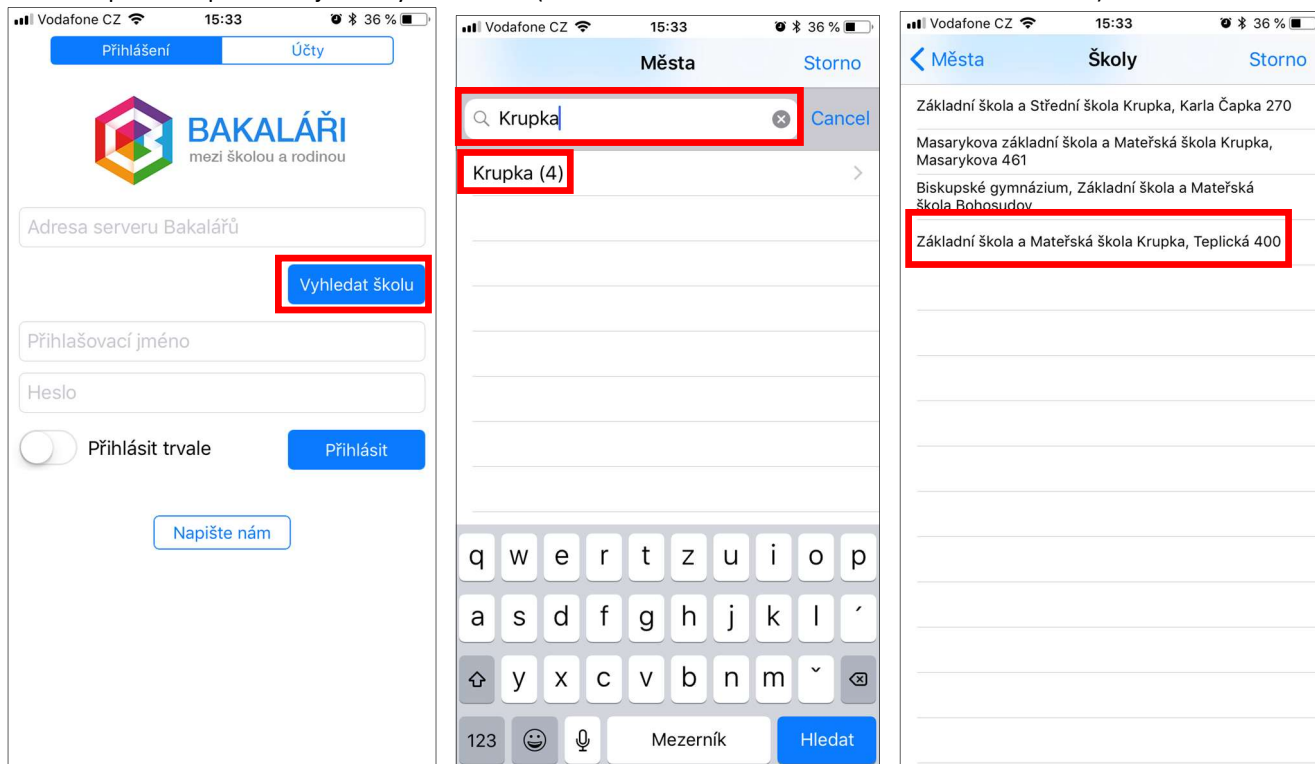 Vodafone CZ 15:33 36 %
Přihlášení Účty
BAKALÁŘI
mezi školou a rodinou
Adresa serveru Bakalářů
Vyhledat školu
Přihlašovací jméno
Heslo
Přihlásit trvale Přihlásit
Napište nám
Vodafone CZ 15:33 36 %
Města Storno
Krupka Cancel
Krupka (4)
q w e r t z u i o p
a s d f g h j k l ´
y x c v b n m ˇ
123 Mezerník Hledat
Vodafone CZ 15:33 36 %
Města Školy Storno
Základní škola a Střední škola Krupka, Karla Čapka 270
Masarykova základní škola a Mateřská škola Krupka,
Masarykova 461
Biskupské gymnázium, Základní škola a Mateřská
škola Bohosudov
Základní škola a Mateřská škola Krupka, Teplická 400